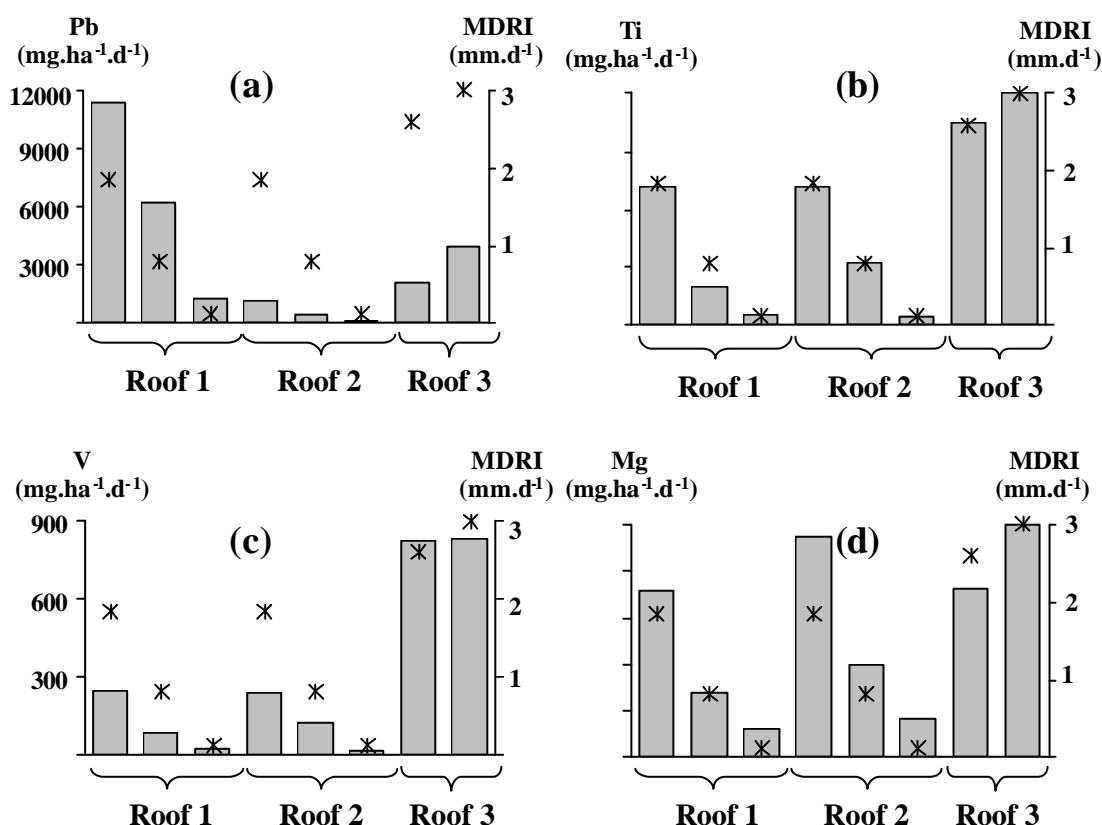 Pb
(mg.ha⁻¹.d⁻¹)
MDRI
(mm.d⁻¹)
(a)
12000
9000
6000
3000
3
2
1
Roof 1 Roof 2 Roof 3
Ti
(mg.ha⁻¹.d⁻¹)
MDRI
(mm.d⁻¹)
(b)
3
2
1
Roof 1 Roof 2 Roof 3
V
(mg.ha⁻¹.d⁻¹)
MDRI
(mm.d⁻¹)
(c)
900
600
300
3
2
1
Roof 1 Roof 2 Roof 3
Mg
(mg.ha⁻¹.d⁻¹)
MDRI
(mm.d⁻¹)
(d)
3
2
1
Roof 1 Roof 2 Roof 3